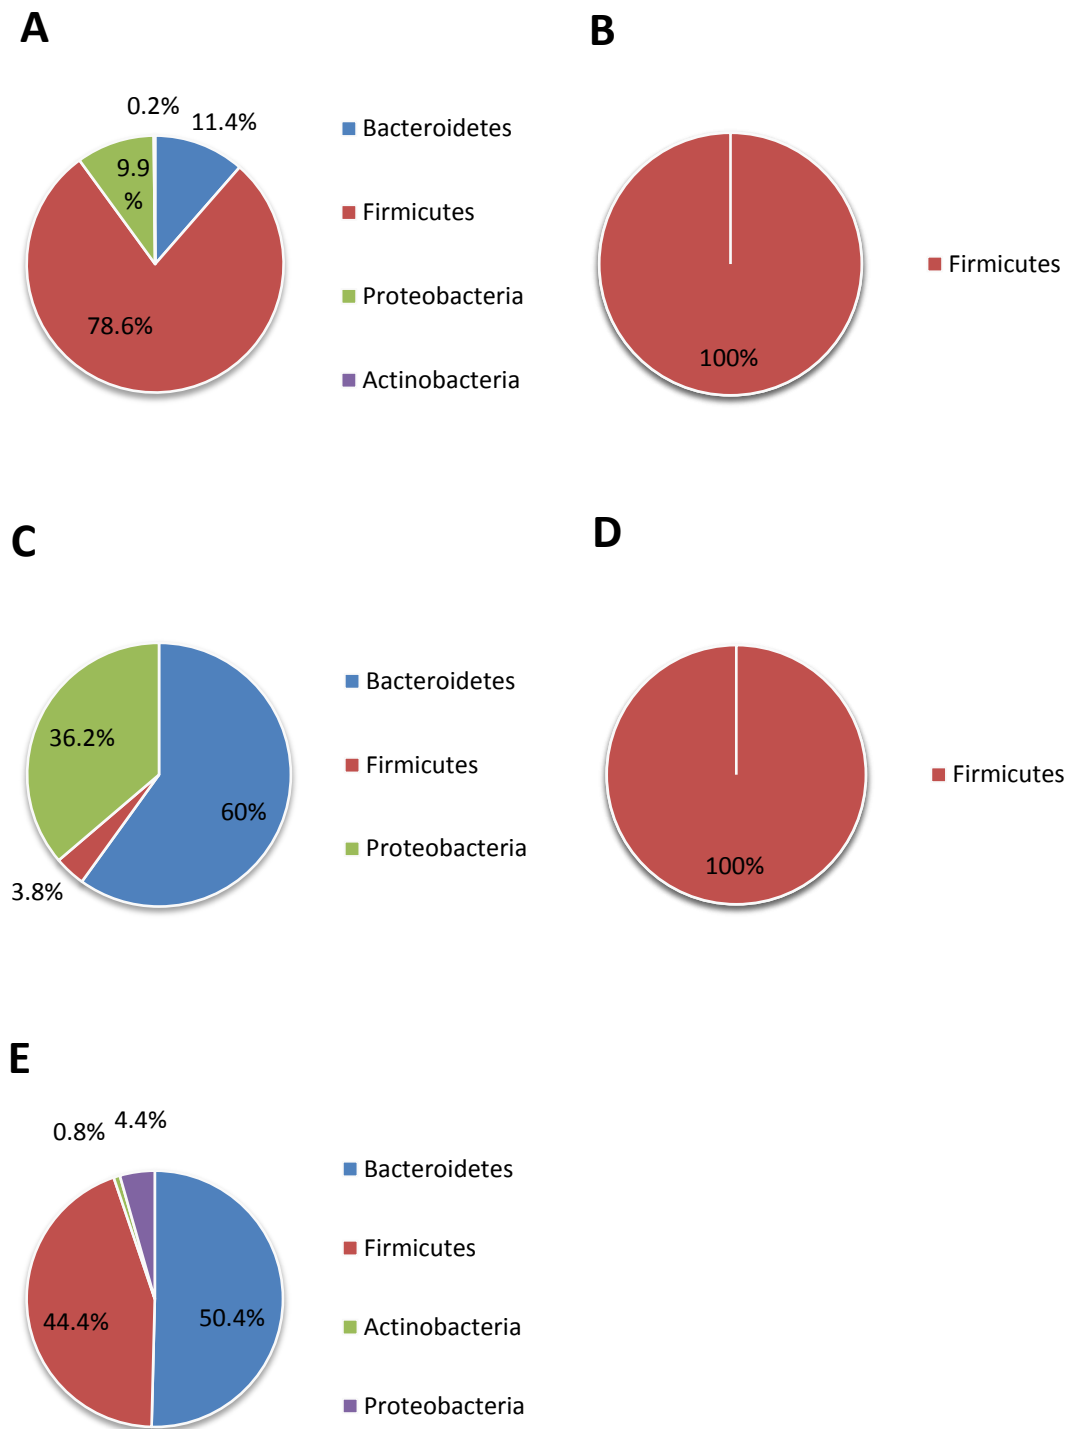 A
0.2%
11.4%
9.9
%
78.6%
Bacteroidetes
Firmicutes
Proteobacteria
Actinobacteria
B
100%
Firmicutes
C
36.2%
60%
3.8%
Bacteroidetes
Firmicutes
Proteobacteria
D
100%
Firmicutes
E
0.8%
4.4%
44.4%
50.4%
Bacteroidetes
Firmicutes
Actinobacteria
Proteobacteria